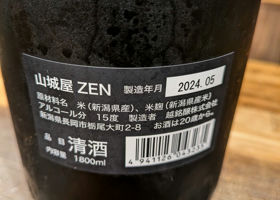 山城屋 ZEN 製造年月 2024.05
原材料名 米(新潟県産)、米麹(新潟県産米)
アルコール分 15度 製造者 越銘醸株式会社
新潟県長岡市栃尾大町2-8 お酒は20歳から。
品目 清酒
内容量 1800ml